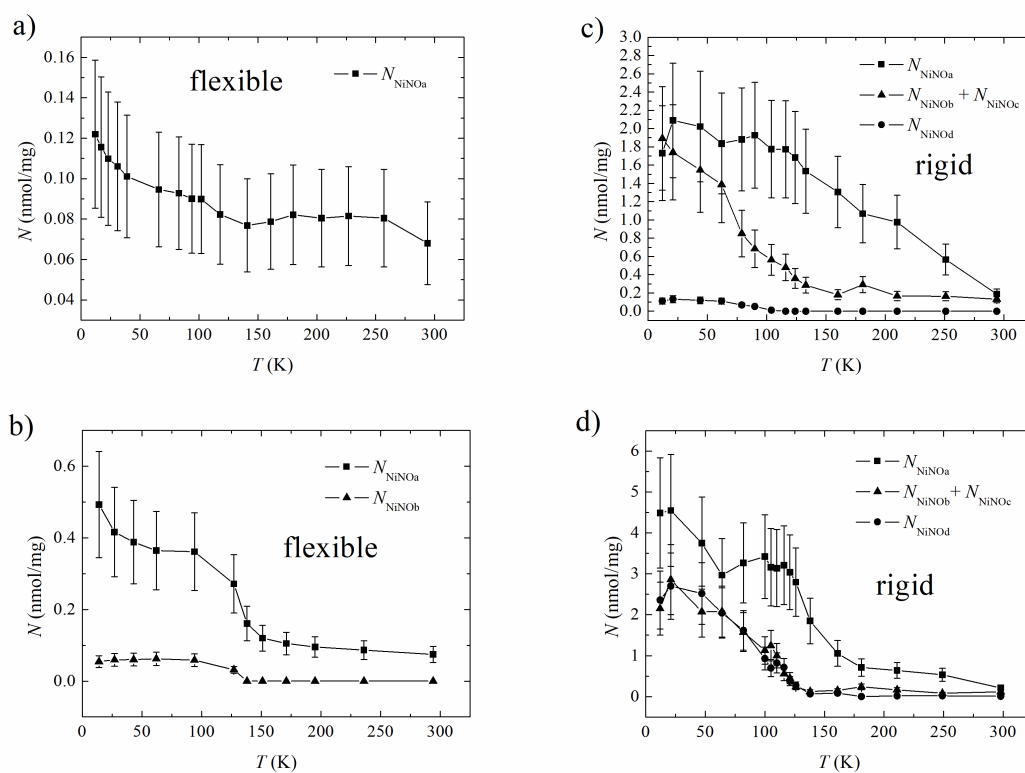 a)
0.16
0.14
0.12
0.10
0.08
0.06
0.04
N (nmol/mg)
flexible
N_NiNOa
0 50 100 150 200 250 300
T (K)
b)
0.6
0.4
0.2
0.0
N (nmol/mg)
N_NiNOa
N_NiNOb
flexible
0 50 100 150 200 250 300
T (K)
c)
3.0
2.8
2.6
2.4
2.2
2.0
1.8
1.6
1.4
1.2
1.0
0.8
0.6
0.4
0.2
0.0
N (nmol/mg)
N_NiNOa
N_NiNOb + N_NiNOc
N_NiNOd
rigid
0 50 100 150 200 250 300
T (K)
d)
6
5
4
3
2
1
0
N (nmol/mg)
N_NiNOa
N_NiNOb + N_NiNOc
N_NiNOd
rigid
0 50 100 150 200 250 300
T (K)